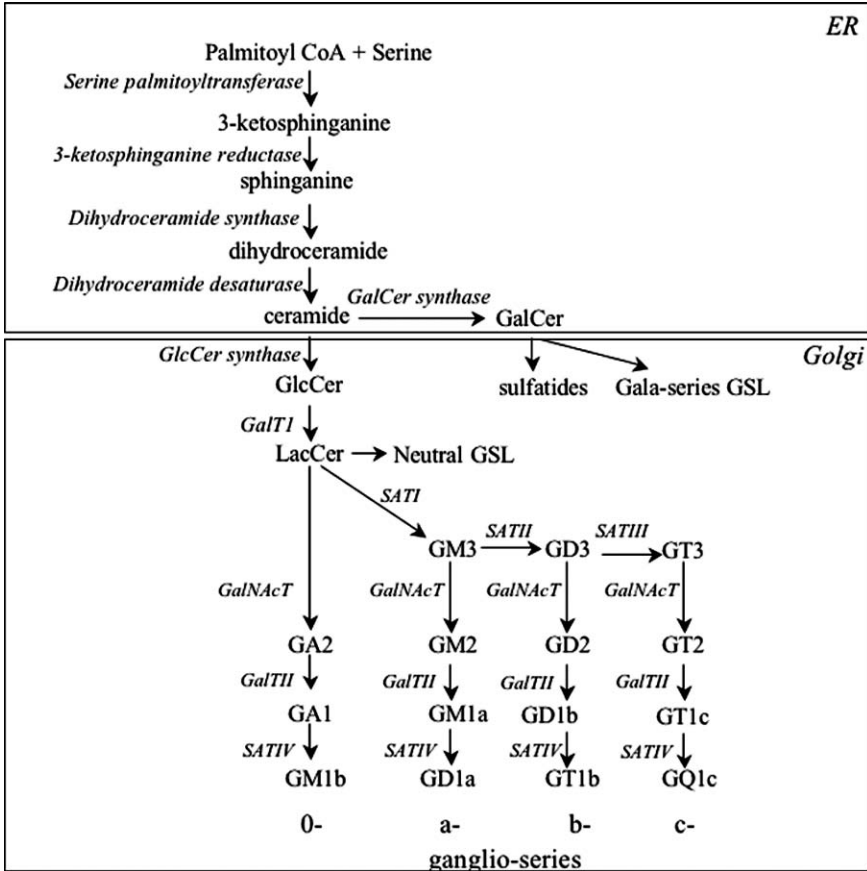 ER
Palmitoyl CoA + Serine
Serine palmitoyltransferase
3-ketosphinganine
3-ketosphinganine reductase
sphinganine
Dihydroceramide synthase
dihydroceramide
Dihydroceramide desaturase
GalCer synthase
ceramide GalCer
GlcCer synthase Golgi
GlcCer sulfatides Gala-series GSL
GalT1
LacCer Neutral GSL
SATI
SATII SATIII
GM3 GD3 GT3
GalNAcT GalNAcT GalNAcT GalNAcT
GA2 GM2 GD2 GT2
GalTII GalTII GalTII GalTII
GA1 GM1a GD1b GT1c
SATIV SATIV SATIV SATIV
GM1b GD1a GT1b GQ1c
0- a- b- c-
ganglio-series